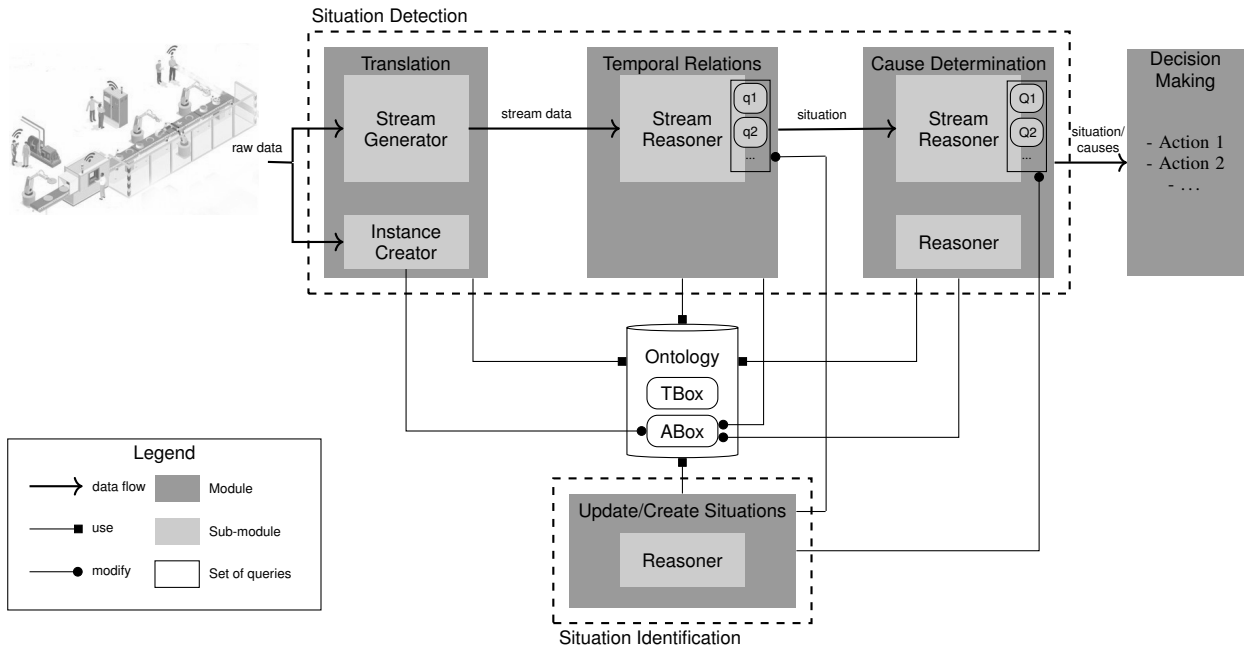 Situation Detection
Translation
Stream
Generator
Instance
Creator
raw data
stream data
Temporal Relations
Stream
Reasoner
q1
q2
...
situation
Cause Determination
Stream
Reasoner
Q1
Q2
...
Reasoner
situation/
causes
Decision
Making
- Action 1
- Action 2
- ...
Ontology
TBox
ABox
Update/Create Situations
Reasoner
Situation Identification
Legend
data flow
Module
use
Sub-module
modify
Set of queries